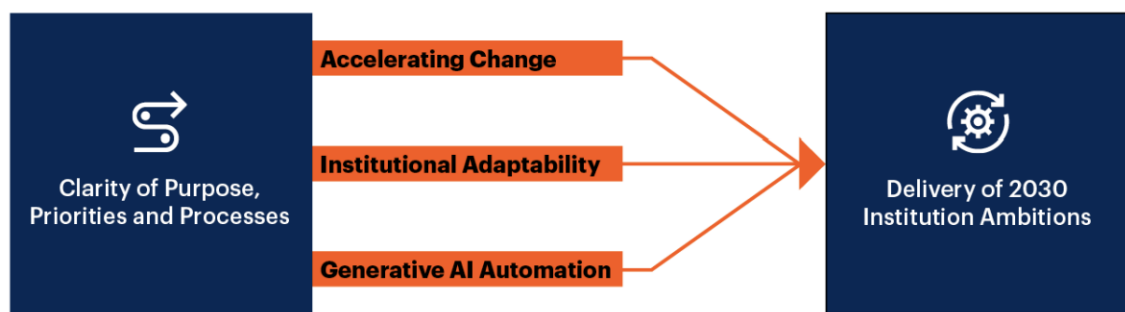 Clarity of Purpose,
Priorities and Processes
Accelerating Change
Institutional Adaptability
Generative AI Automation
Delivery of 2030
Institution Ambitions